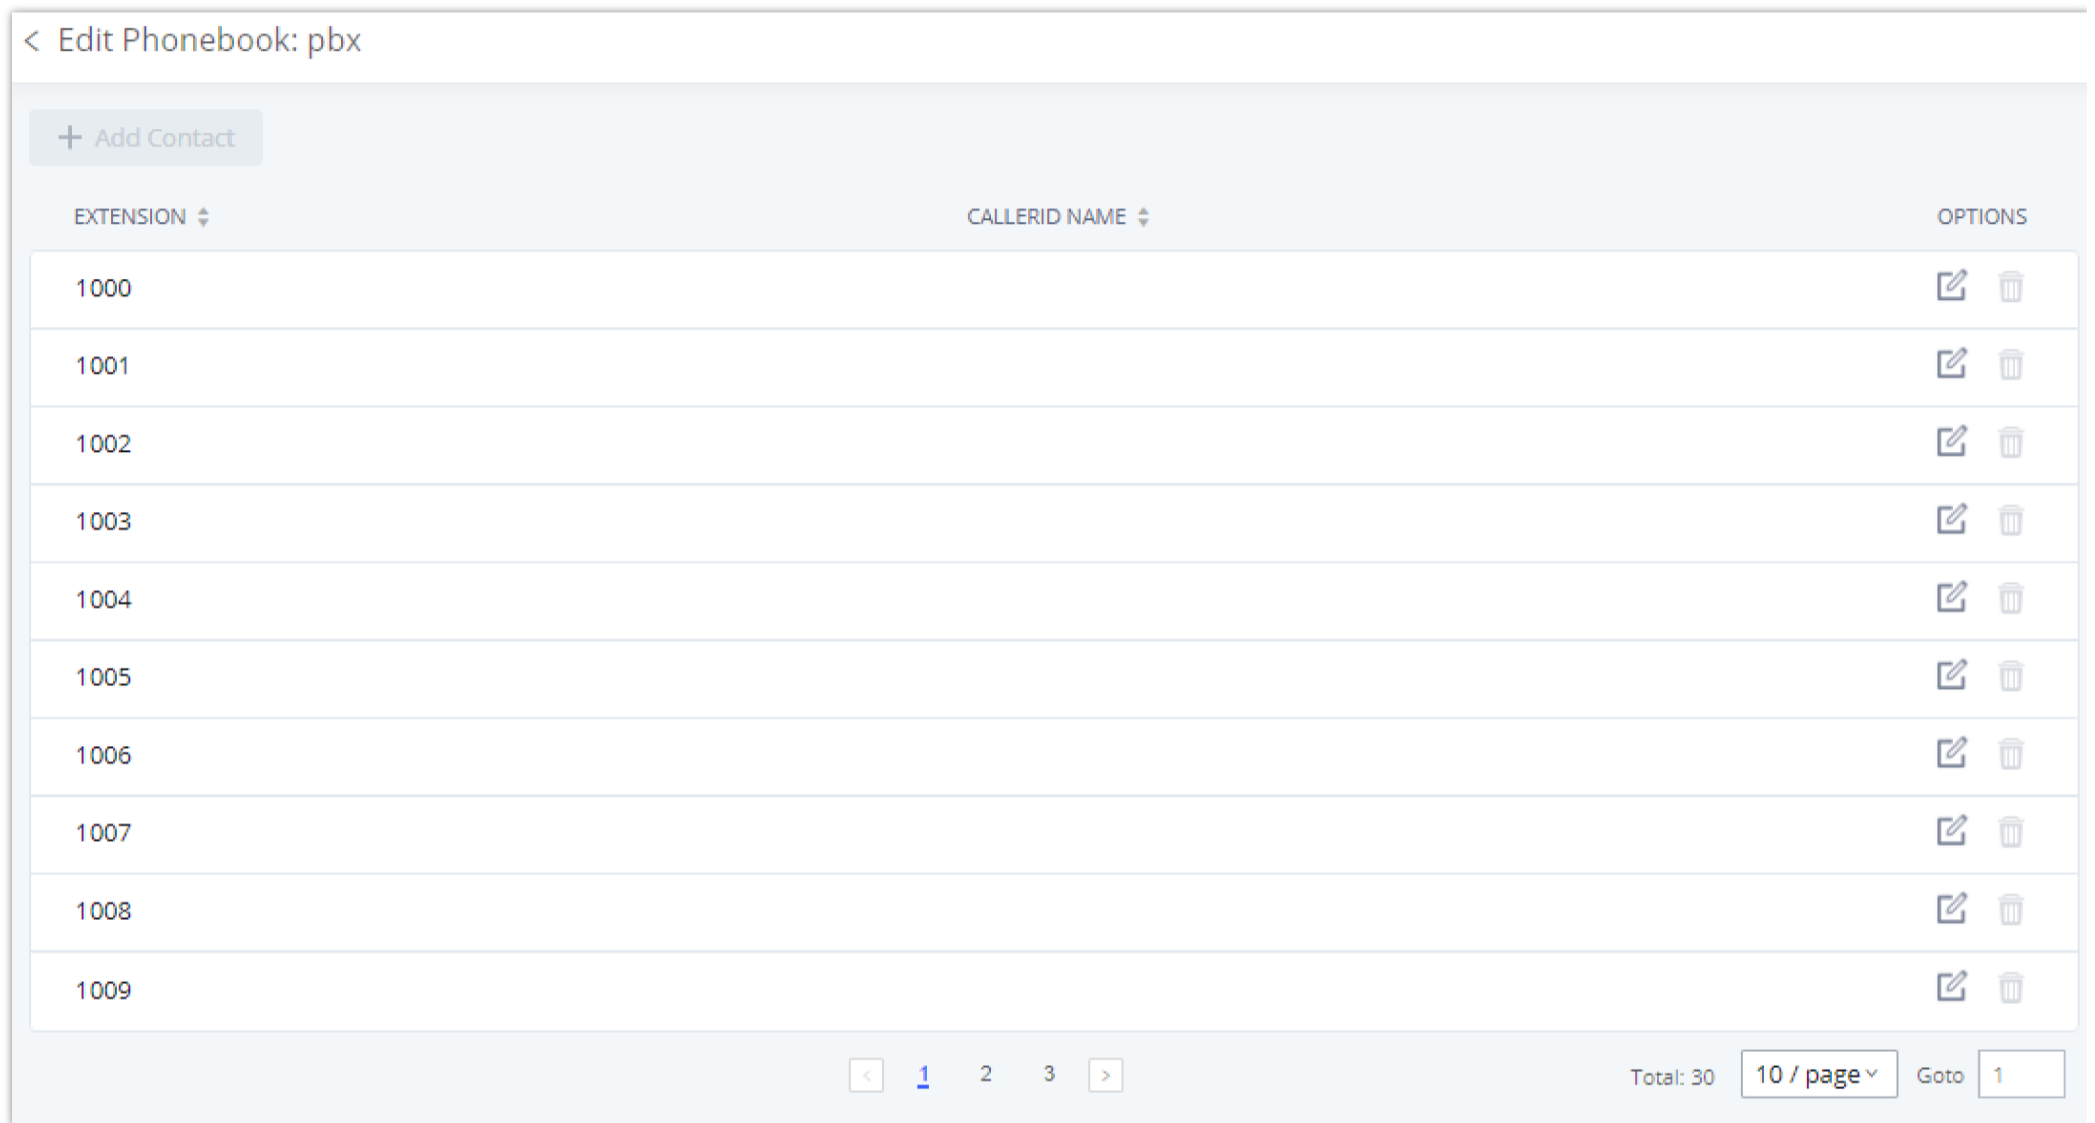 < Edit Phonebook: pbx
+ Add Contact
EXTENSION CALLERID NAME OPTIONS
1000
1001
1002
1003
1004
1005
1006
1007
1008
1009
< 1 2 3 > Total: 30 10 / page Goto 1